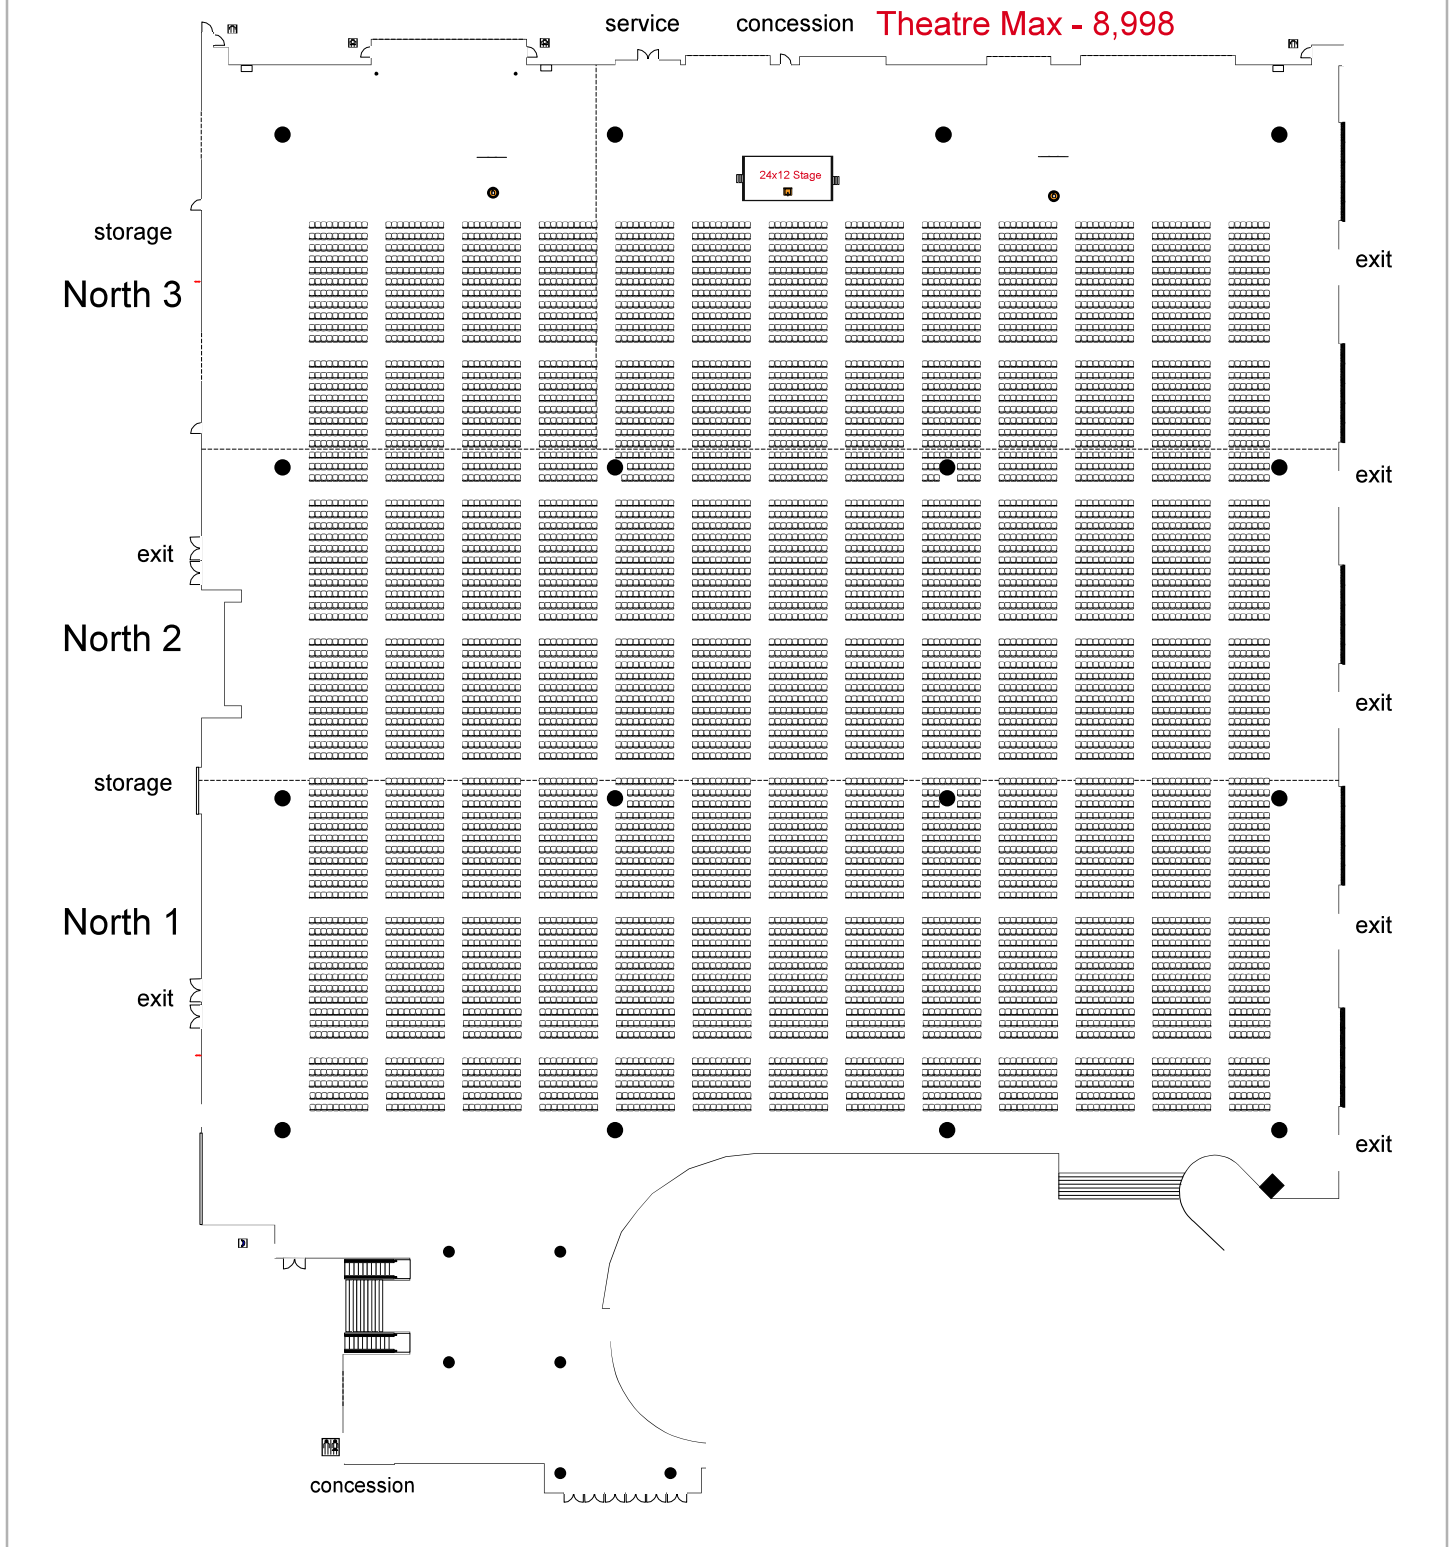 service
concession
Theatre Max - 8,998
24x12 Stage
storage
exit
North 3
exit
exit
North 2
exit
storage
North 1
exit
exit
exit
concession